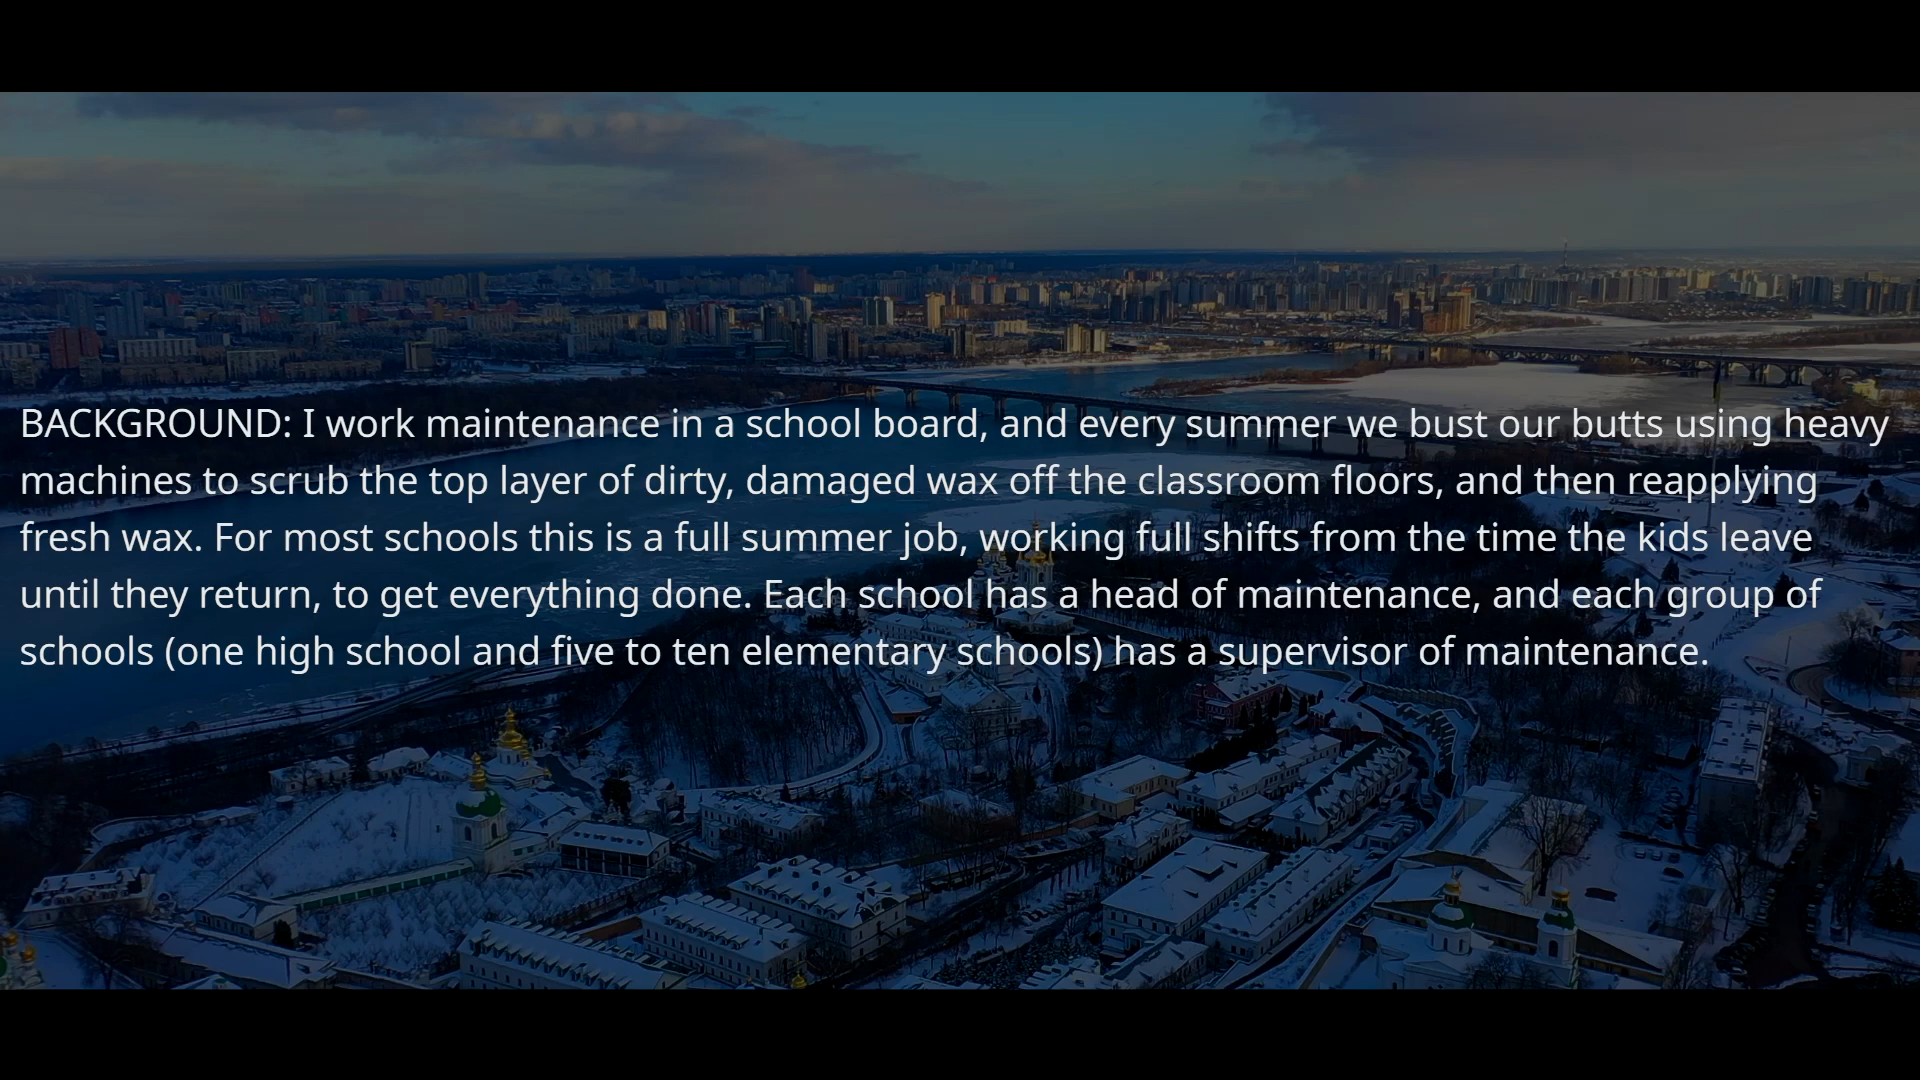 BACKGROUND: I work maintenance in a school board, and every summer we bust our butts using heavy
machines to scrub the top layer of dirty, damaged wax off the classroom floors, and then reapplying
fresh wax. For most schools this is a full summer job, working full shifts from the time the kids leave
until they return, to get everything done. Each school has a head of maintenance, and each group of
schools (one high school and five to ten elementary schools) has a supervisor of maintenance.